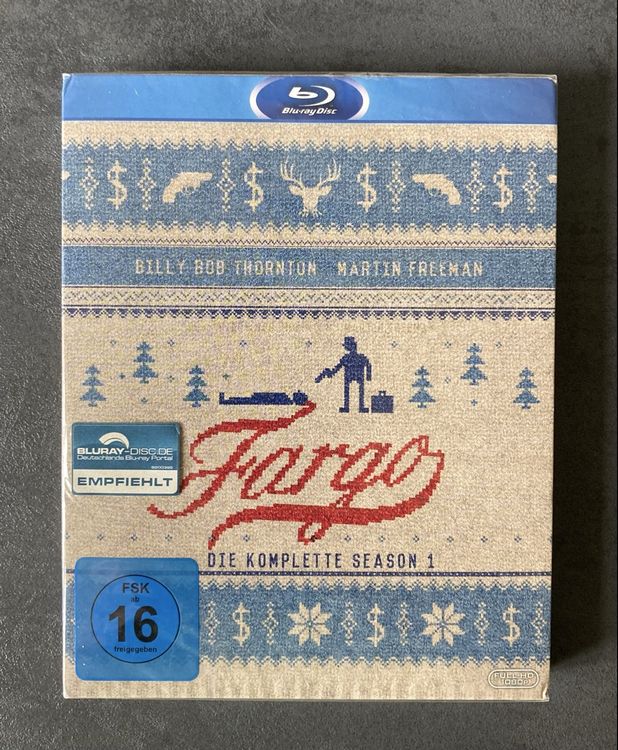 Blu-ray Disc
$ $ $ $
BILLY BOB THORNTON MARTIN FREEMAN
Fargo
BLURAY-DISC.DE
Deutschlands Blu-ray Portal
EMPFIEHLT
DIE KOMPLETTE SEASON 1
FSK
ab
16
freigegeben
$ $ $
FULL HD
1080p